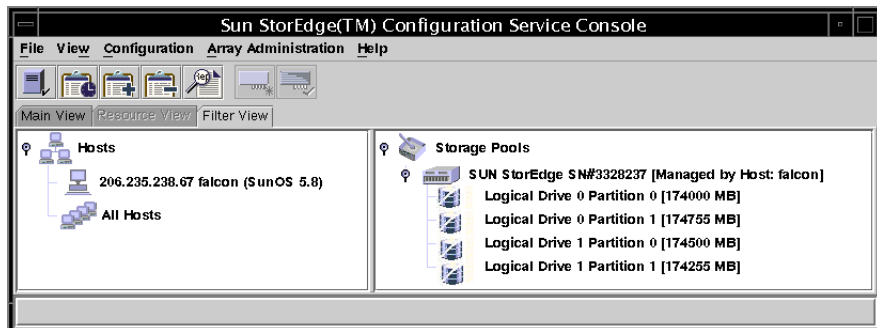 Sun StorEdge(TM) Configuration Service Console
File View Configuration Array Administration Help
Rep
Main View Resource View Filter View
Hosts
206.235.238.67 falcon (SunOS 5.8)
All Hosts
Storage Pools
SUN StorEdge SN#3328237 [Managed by Host: falcon]
Logical Drive 0 Partition 0 [174000 MB]
Logical Drive 0 Partition 1 [174755 MB]
Logical Drive 1 Partition 0 [174500 MB]
Logical Drive 1 Partition 1 [174255 MB]